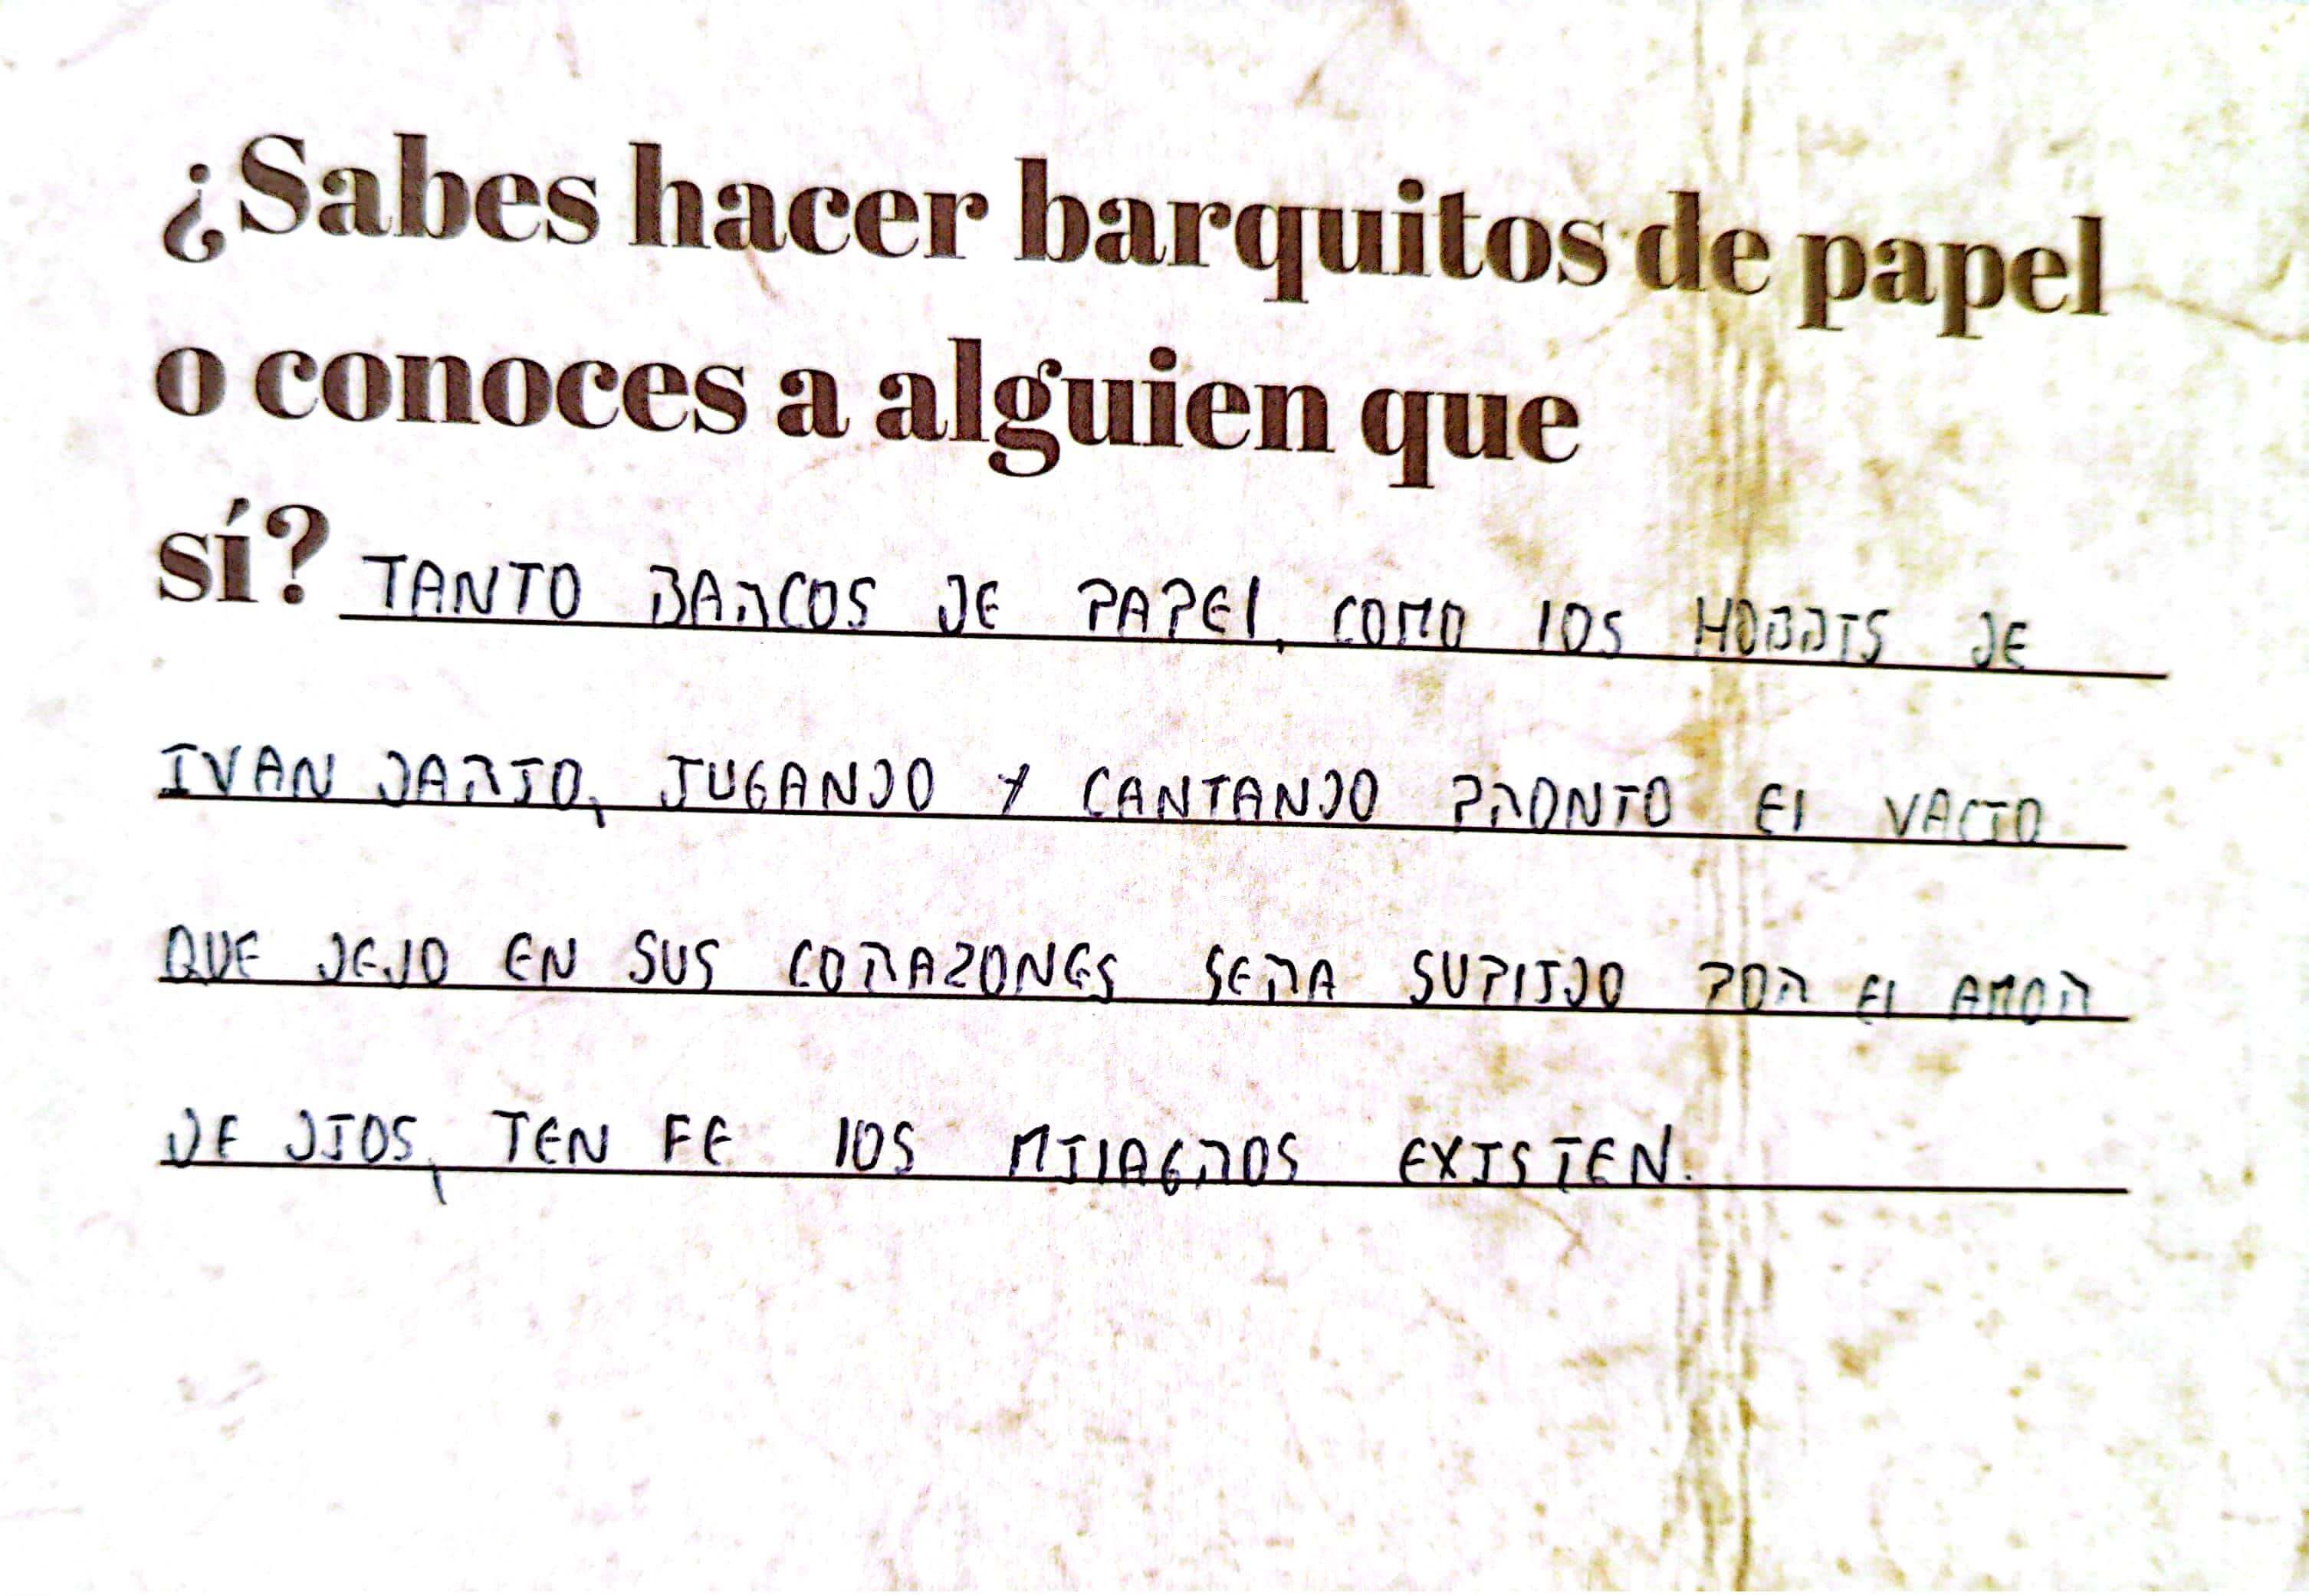 ¿Sabes hacer barquitos de papel
o conoces a alguien que
sí? TANTO BARCOS DE PAPEl, COMO lOS HOBBIS DE
IVAN DARIO, JUGANDO Y CANTANDO PRONTO El VACIO
QUE DEJO EN SUS CORAZONES SERA SUPlIDO POR El AMOR
DE DIOS, TEN FE lOS MIlAGROS EXISTEN.